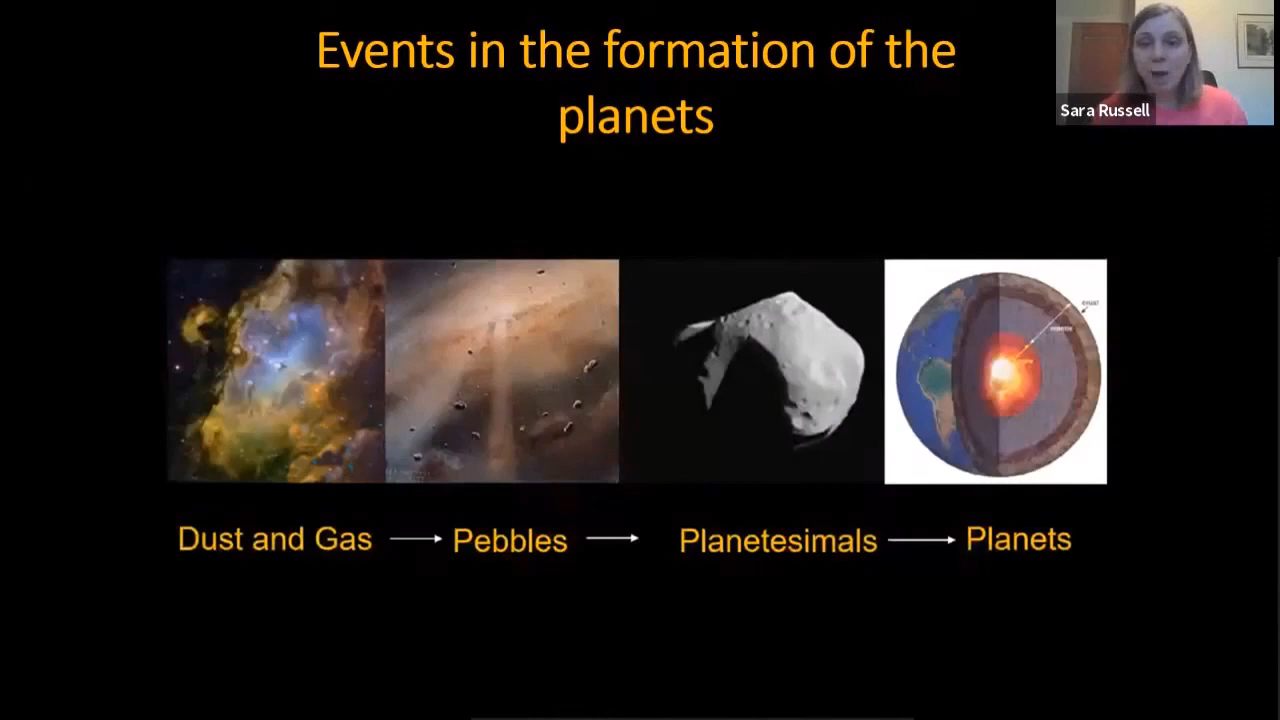 Events in the formation of the
planets
Sara Russell
Dust and Gas
Pebbles
Planetesimals
Planets